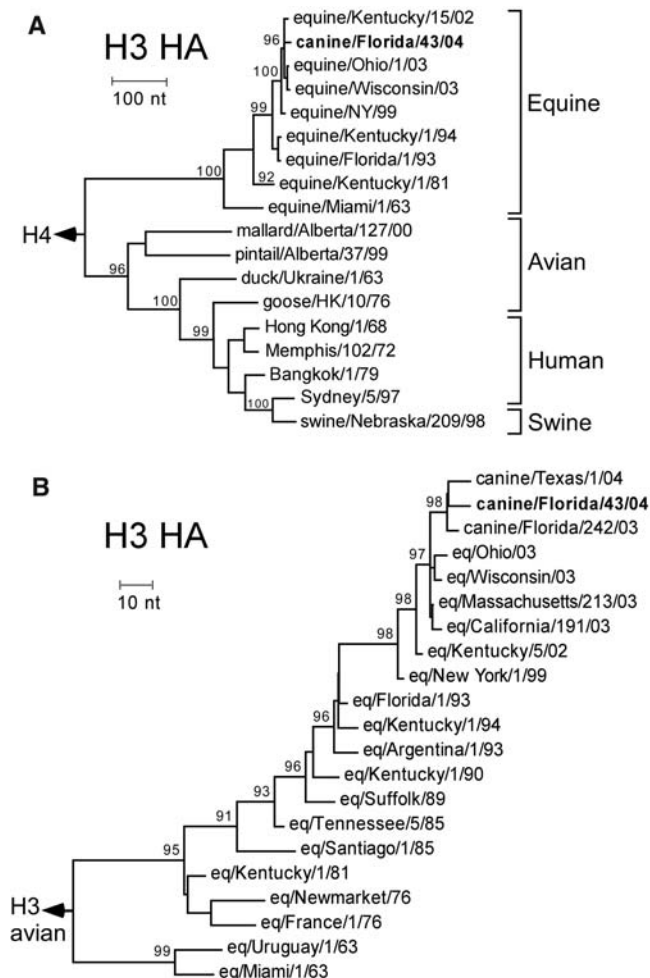 A
H3 HA
100 nt
equine/Kentucky/15/02
96
canine/Florida/43/04
equine/Ohio/1/03
100
equine/Wisconsin/03
99
equine/NY/99
equine/Kentucky/1/94
equine/Florida/1/93
100
92
equine/Kentucky/1/81
equine/Miami/1/63
Equine
H4
mallard/Alberta/127/00
pintail/Alberta/37/99
96
duck/Ukraine/1/63
100
goose/HK/10/76
Avian
99
Hong Kong/1/68
Memphis/102/72
Bangkok/1/79
Sydney/5/97
Human
100
swine/Nebraska/209/98
Swine
B
H3 HA
10 nt
canine/Texas/1/04
98
canine/Florida/43/04
canine/Florida/242/03
97
eq/Ohio/03
eq/Wisconsin/03
98
eq/Massachusetts/213/03
eq/California/191/03
98
eq/Kentucky/5/02
eq/New York/1/99
eq/Florida/1/93
96
eq/Kentucky/1/94
eq/Argentina/1/93
96
eq/Kentucky/1/90
93
eq/Suffolk/89
91
eq/Tennessee/5/85
95
eq/Santiago/1/85
eq/Kentucky/1/81
H3
avian
eq/Newmarket/76
eq/France/1/76
99
eq/Uruguay/1/63
eq/Miami/1/63